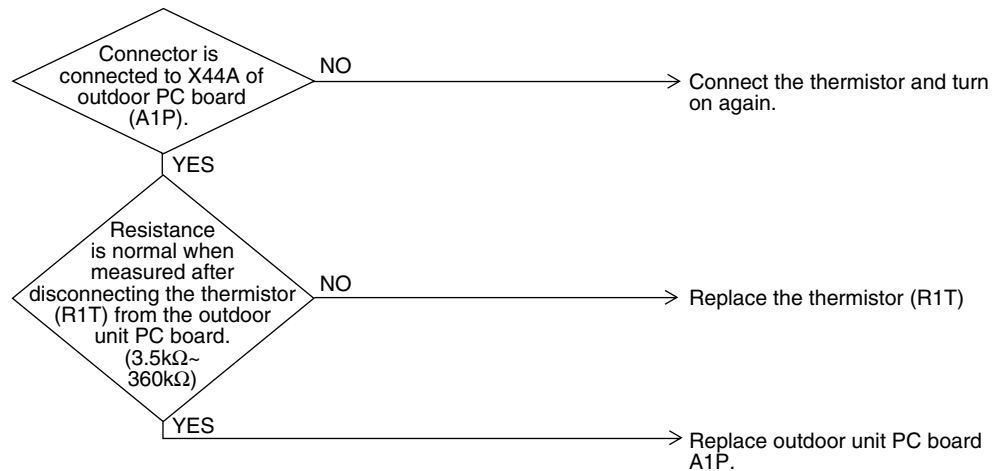 Connector is
connected to X44A of
outdoor PC board
(A1P).
NO
Connect the thermistor and turn
on again.
YES
Resistance
is normal when
measured after
disconnecting the thermistor
(R1T) from the outdoor
unit PC board.
(3.5kΩ~
360kΩ)
NO
Replace the thermistor (R1T)
YES
Replace outdoor unit PC board
A1P.